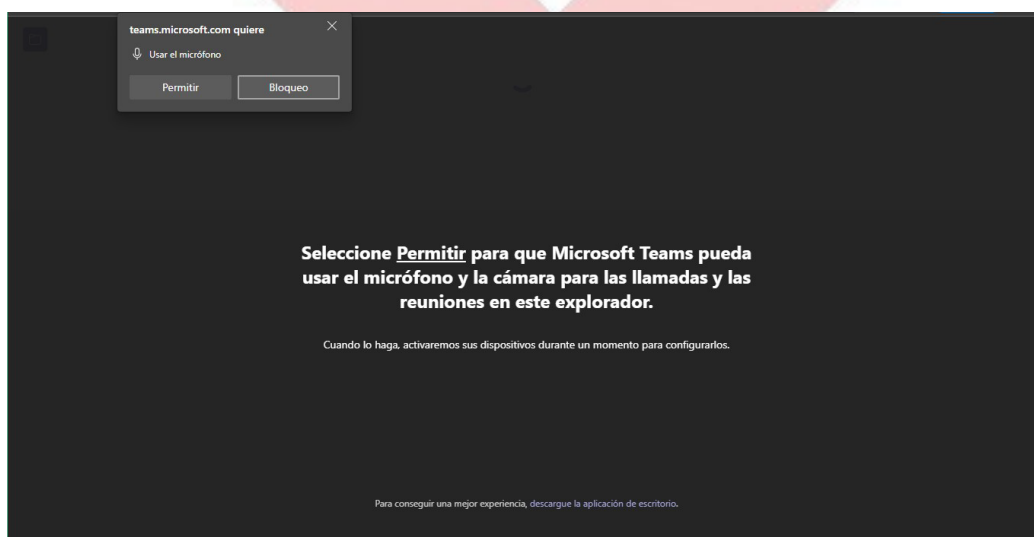 teams.microsoft.com quiere
Usar el micrófono
Permitir Bloqueo
Seleccione Permitir para que Microsoft Teams pueda
usar el micrófono y la cámara para las llamadas y las
reuniones en este explorador.
Cuando lo haga, activaremos sus dispositivos durante un momento para configurarlos.
Para conseguir una mejor experiencia, descargue la aplicación de escritorio.